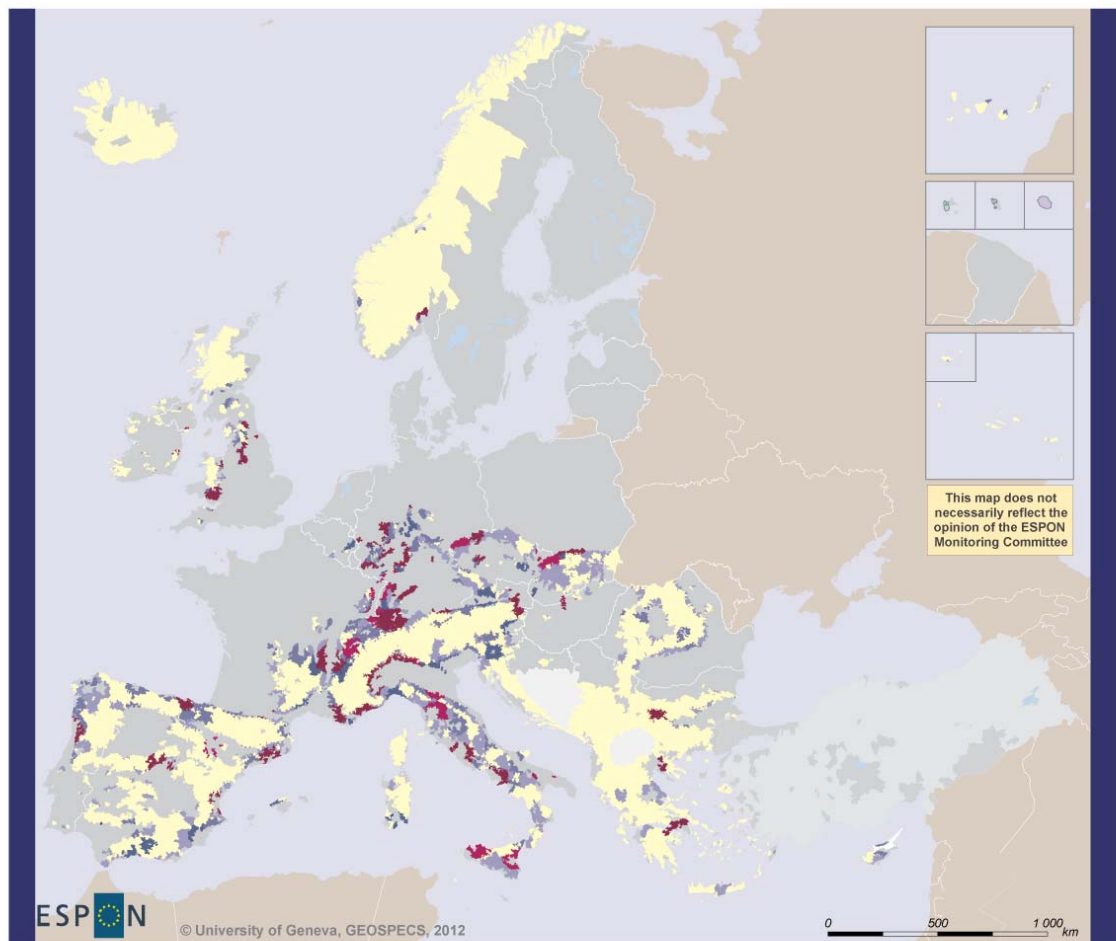 This map does not
necessarily reflect the
opinion of the ESPON
Monitoring Committee
ESPON
© University of Geneva, GEOSPECS, 2012
0 500 1 000
km